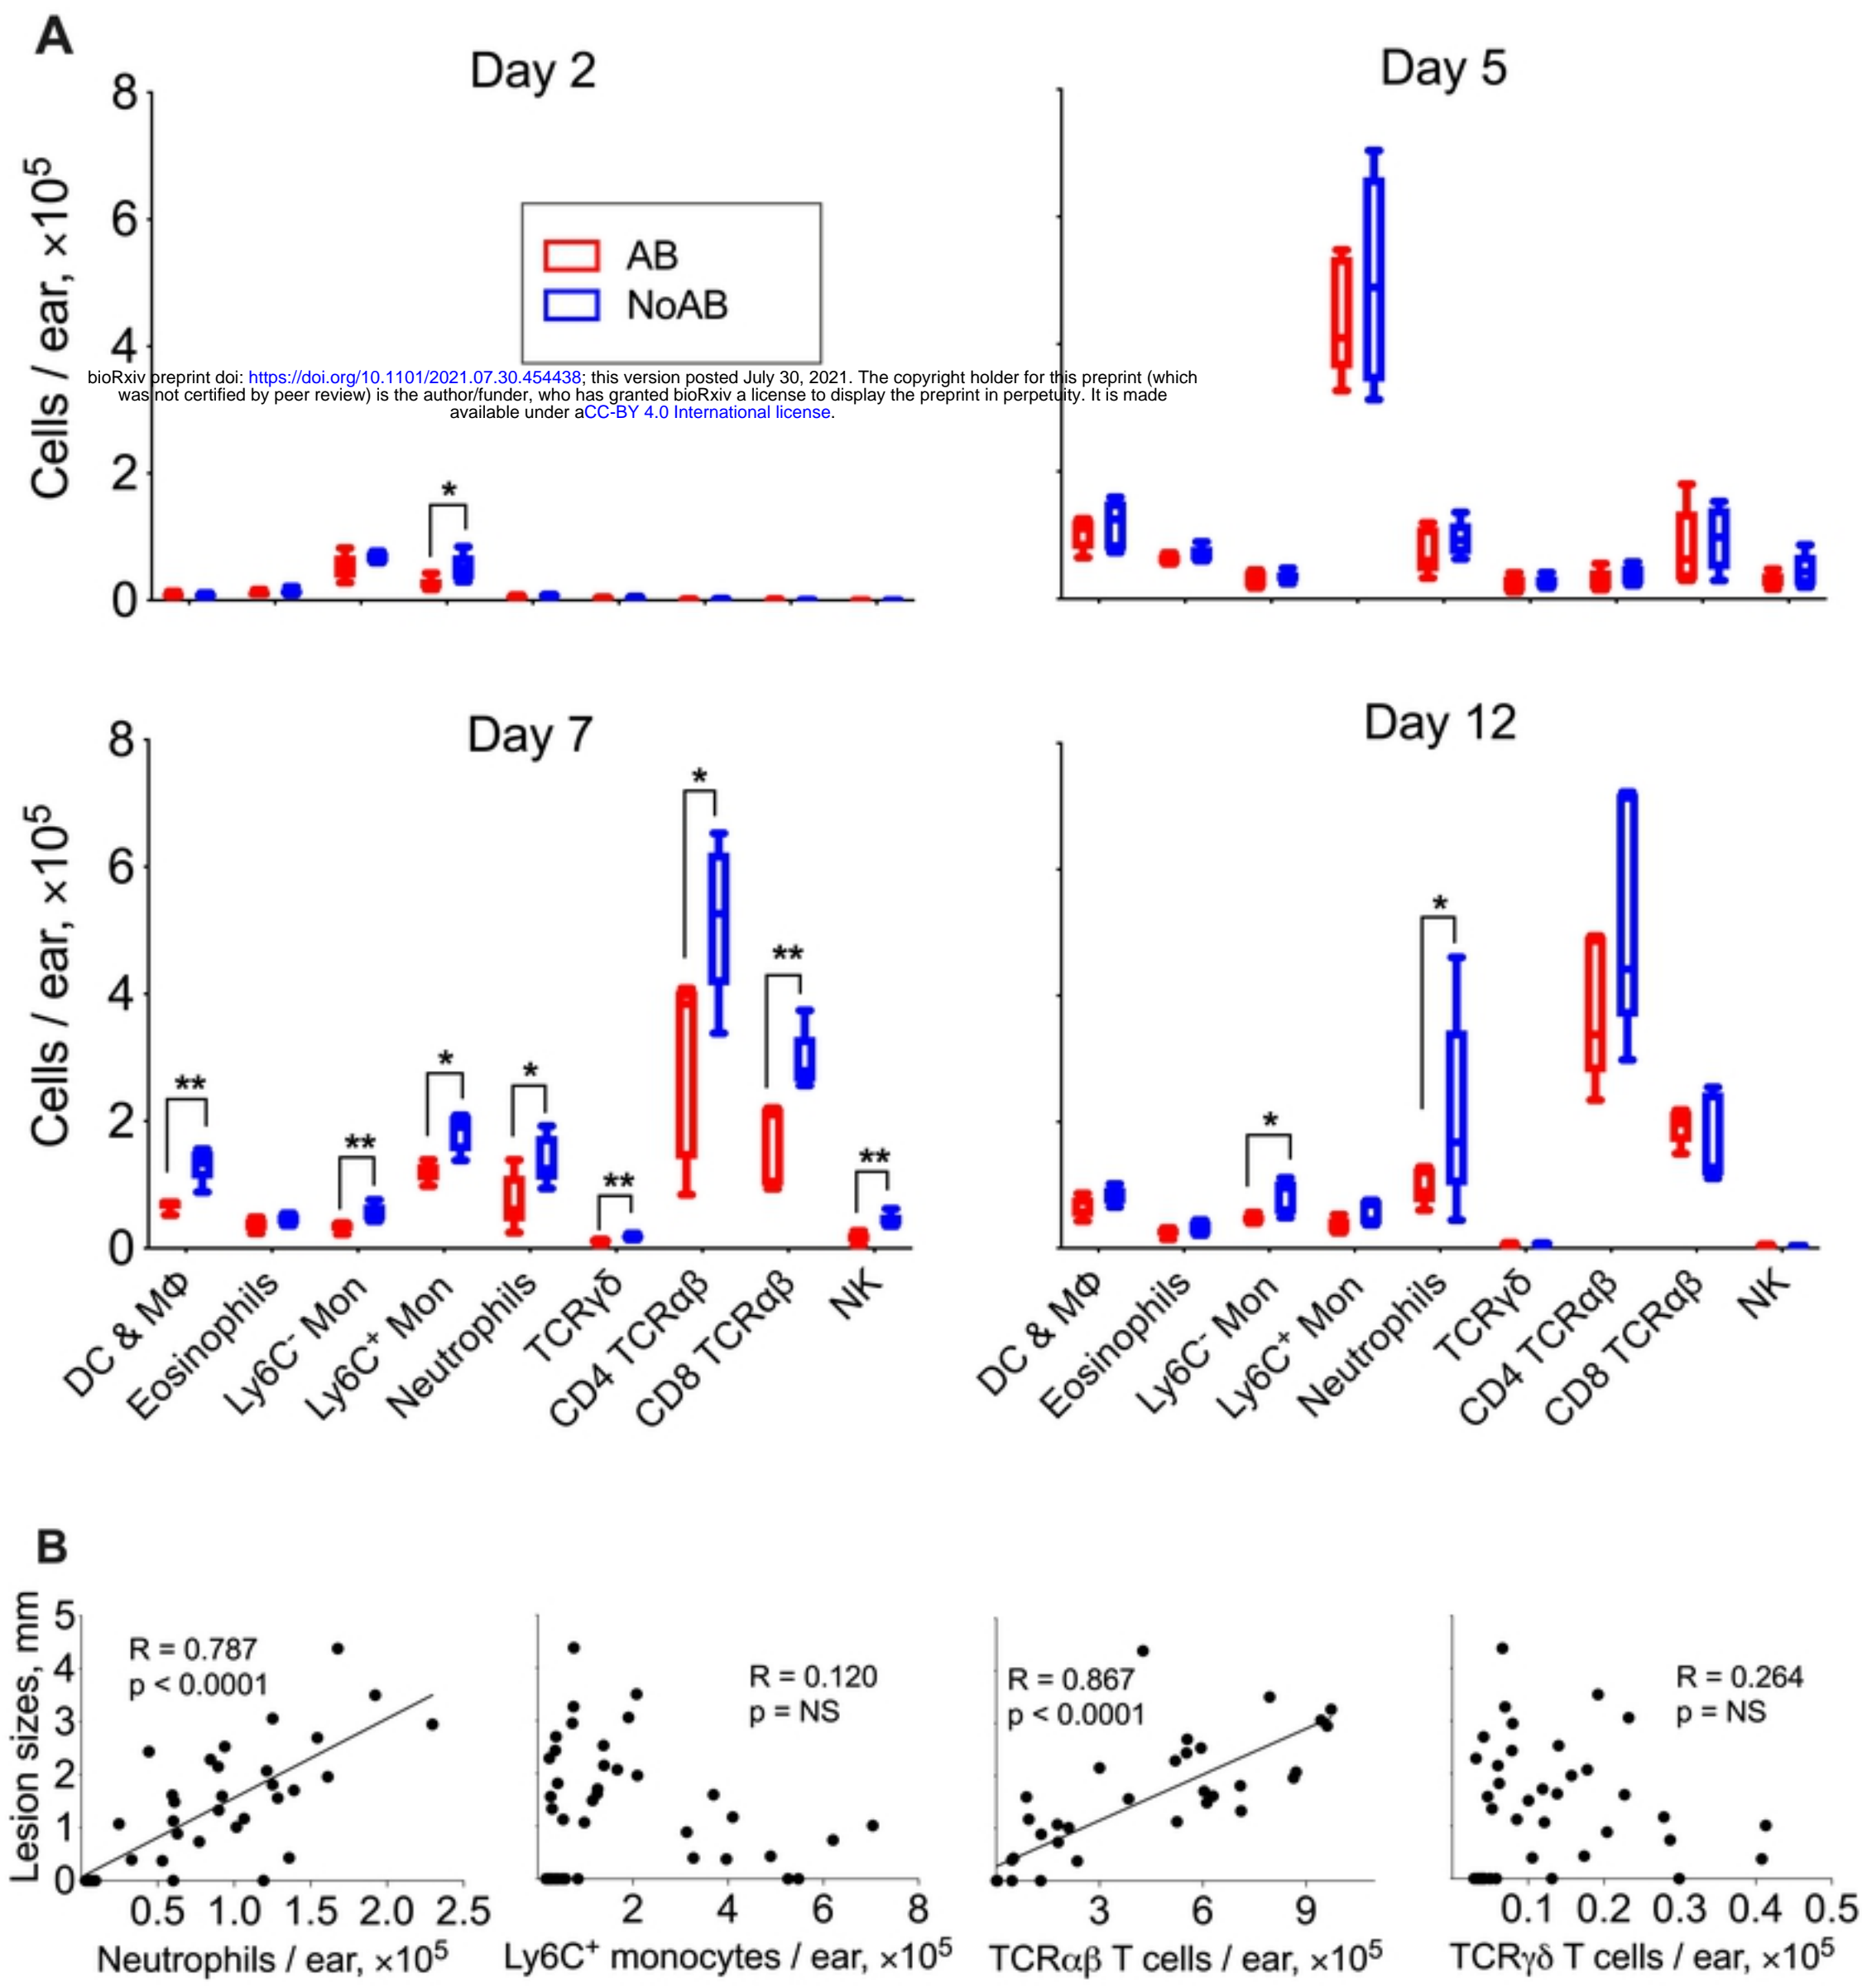 A
Day 2
Day 5
8
6
4
2
0
Cells / ear, ×10⁵
AB
NoAB
bioRxiv preprint doi: https://doi.org/10.1101/2021.07.30.454438; this version posted July 30, 2021. The copyright holder for this preprint (which
was not certified by peer review) is the author/funder, who has granted bioRxiv a license to display the preprint in perpetuity. It is made
available under aCC-BY 4.0 International license.
*
Day 7
Day 12
8
6
4
2
0
Cells / ear, ×10⁵
** ** * * ** * ** **
* *
DC & MΦ
Eosinophils
Ly6C⁻ Mon
Ly6C⁺ Mon
Neutrophils
TCRγδ
CD4 TCRαβ
CD8 TCRαβ
NK
DC & MΦ
Eosinophils
Ly6C⁻ Mon
Ly6C⁺ Mon
Neutrophils
TCRγδ
CD4 TCRαβ
CD8 TCRαβ
NK
B
Lesion sizes, mm
5
4
3
2
1
0
R = 0.787
p < 0.0001
0.5 1.0 1.5 2.0 2.5
Neutrophils / ear, ×10⁵
R = 0.120
p = NS
2 4 6 8
Ly6C⁺ monocytes / ear, ×10⁵
R = 0.867
p < 0.0001
3 6 9
TCRαβ T cells / ear, ×10⁵
R = 0.264
p = NS
0.1 0.2 0.3 0.4 0.5
TCRγδ T cells / ear, ×10⁵